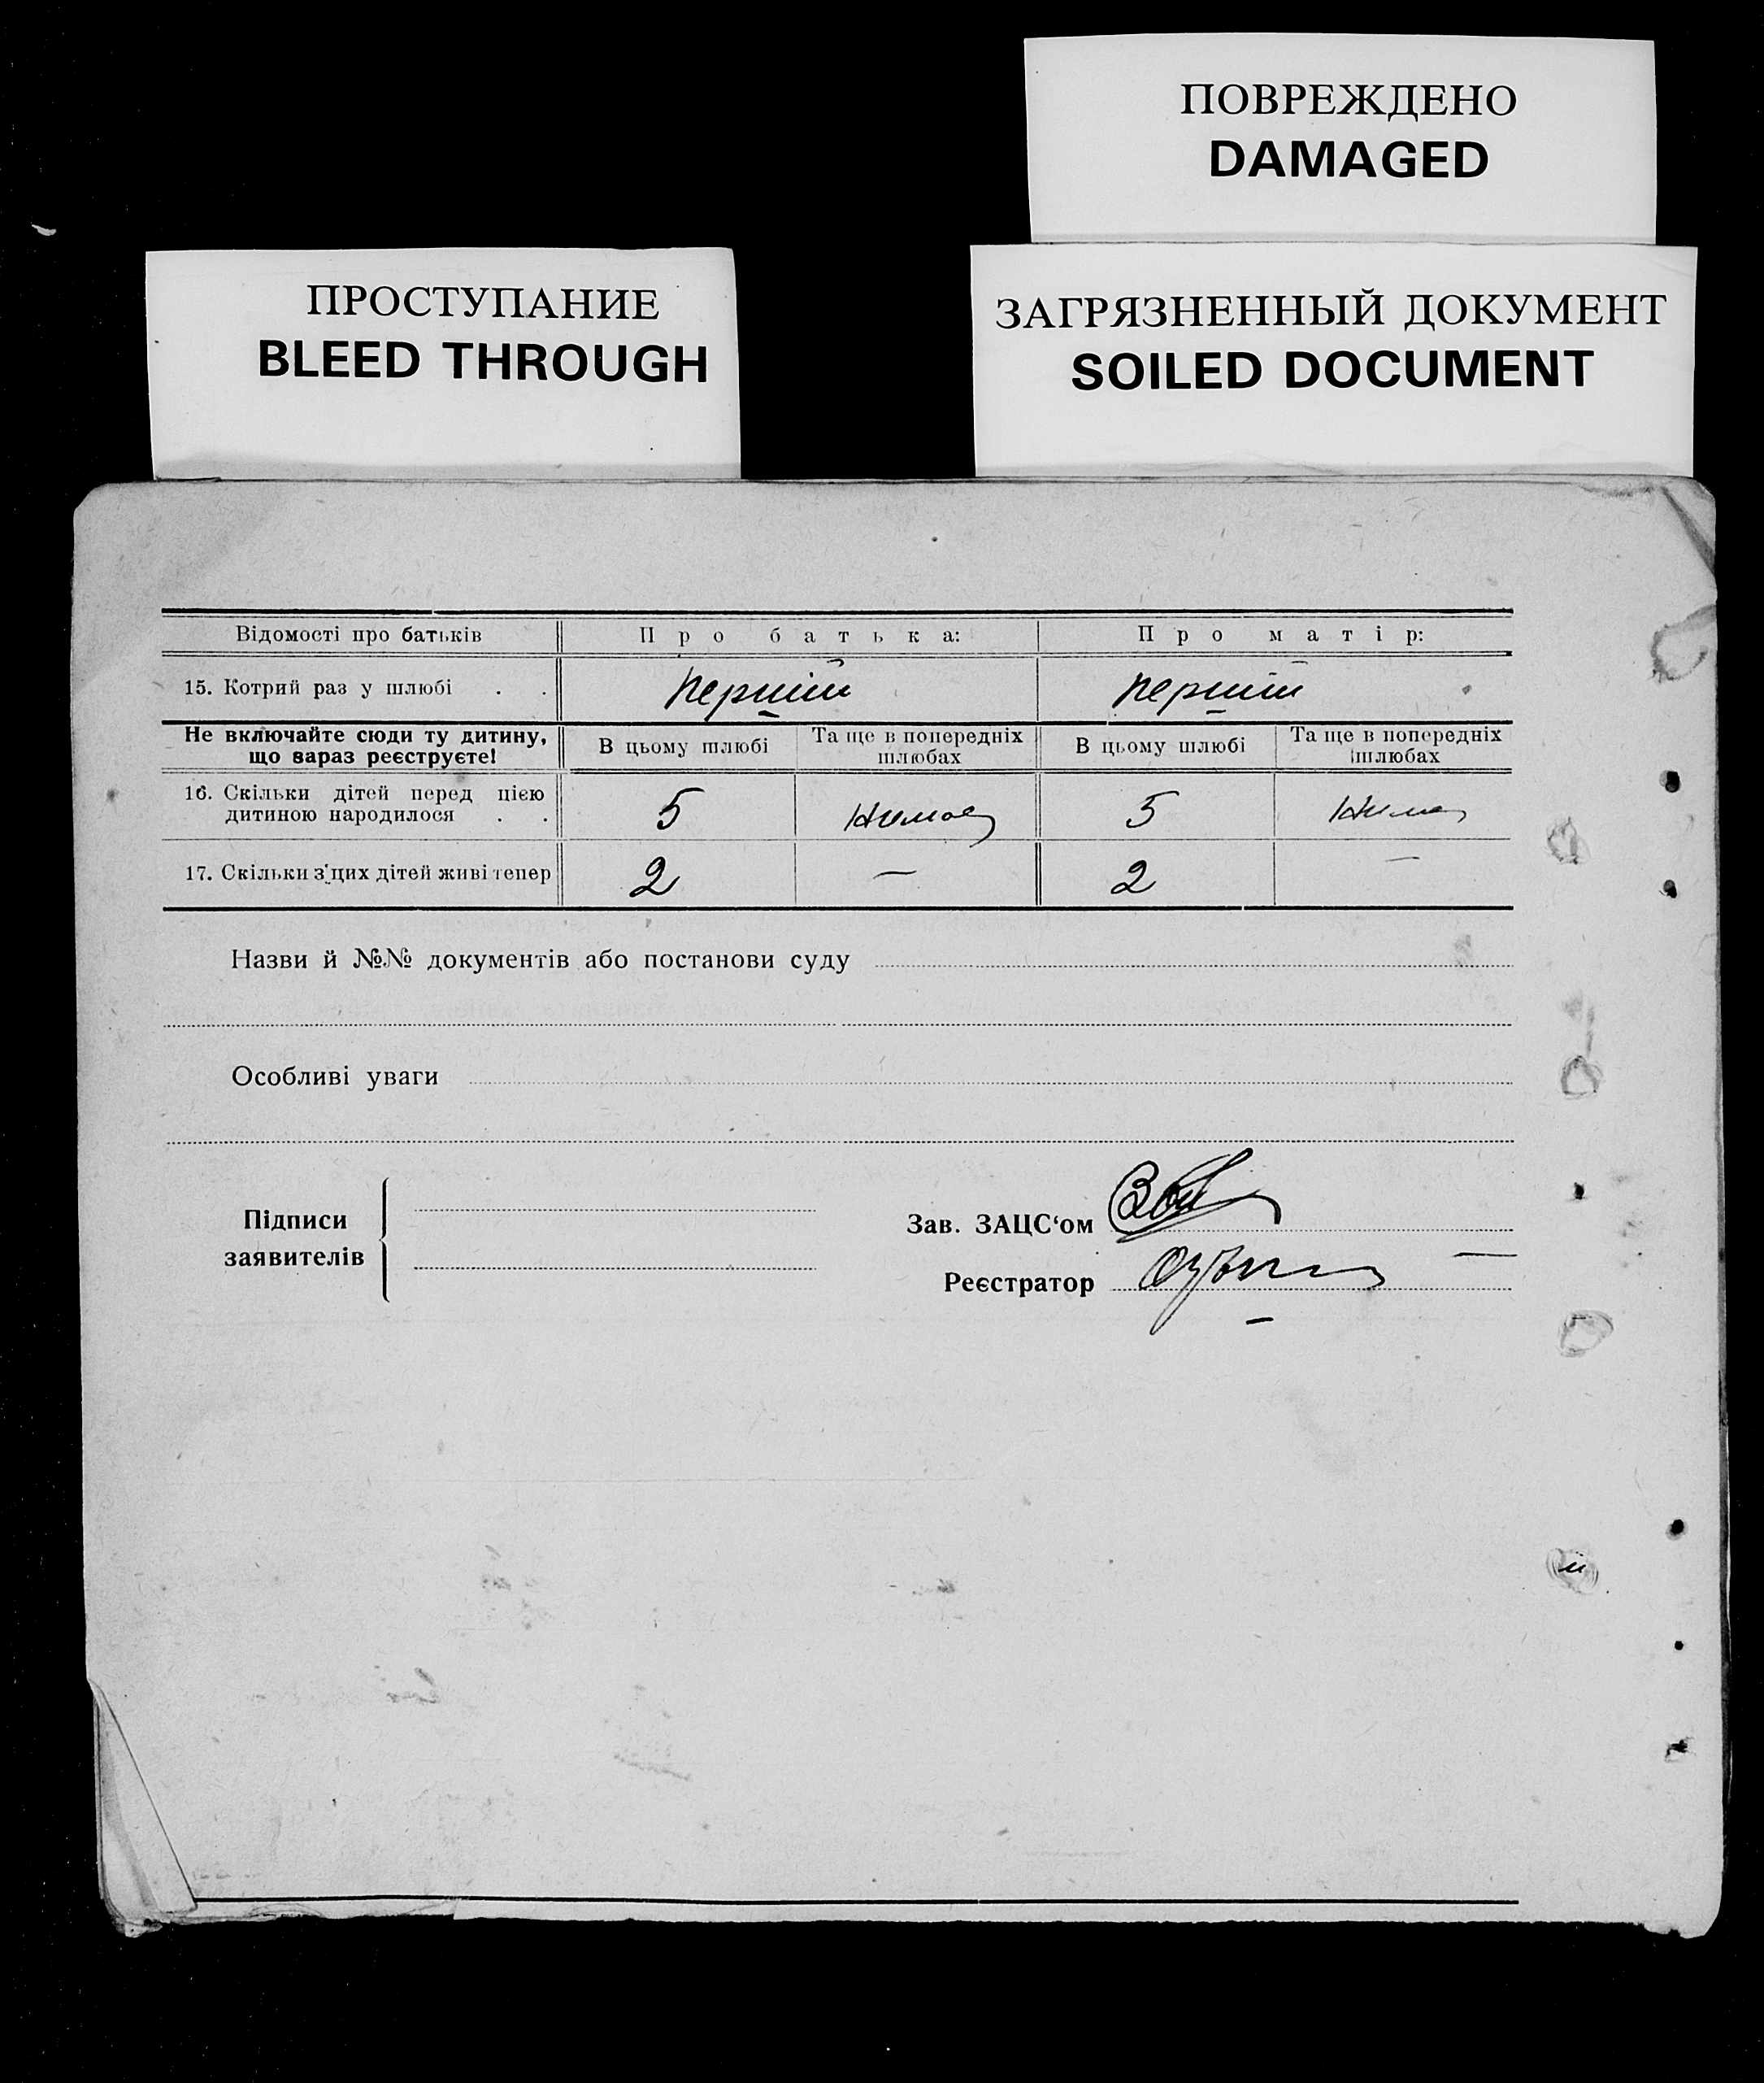 ПОВРЕЖДЕНО
DAMAGED
ПРОСТУПАНИЕ
BLEED THROUGH
ЗАГРЯЗНЕННЫЙ ДОКУМЕНТ
SOILED DOCUMENT
Відомості про батьків Про батька: Про матір:
15. Котрий раз у шлюбі . . перший перший
Не включайте сюди ту дитину, що зараз реєструєте! В цьому шлюбі Та ще в попередніх шлюбах В цьому шлюбі Та ще в попередніх шлюбах
16. Скільки дітей перед цією дитиною народилося . . 5 Нимає 5 Нимає
17. Скільки з цих дітей живі тепер 2 — 2 —
Назви й №№ документів або постанови суду
Особливі уваги
Підписи
заявителів
Зав. ЗАЦС‘ом
Реєстратор